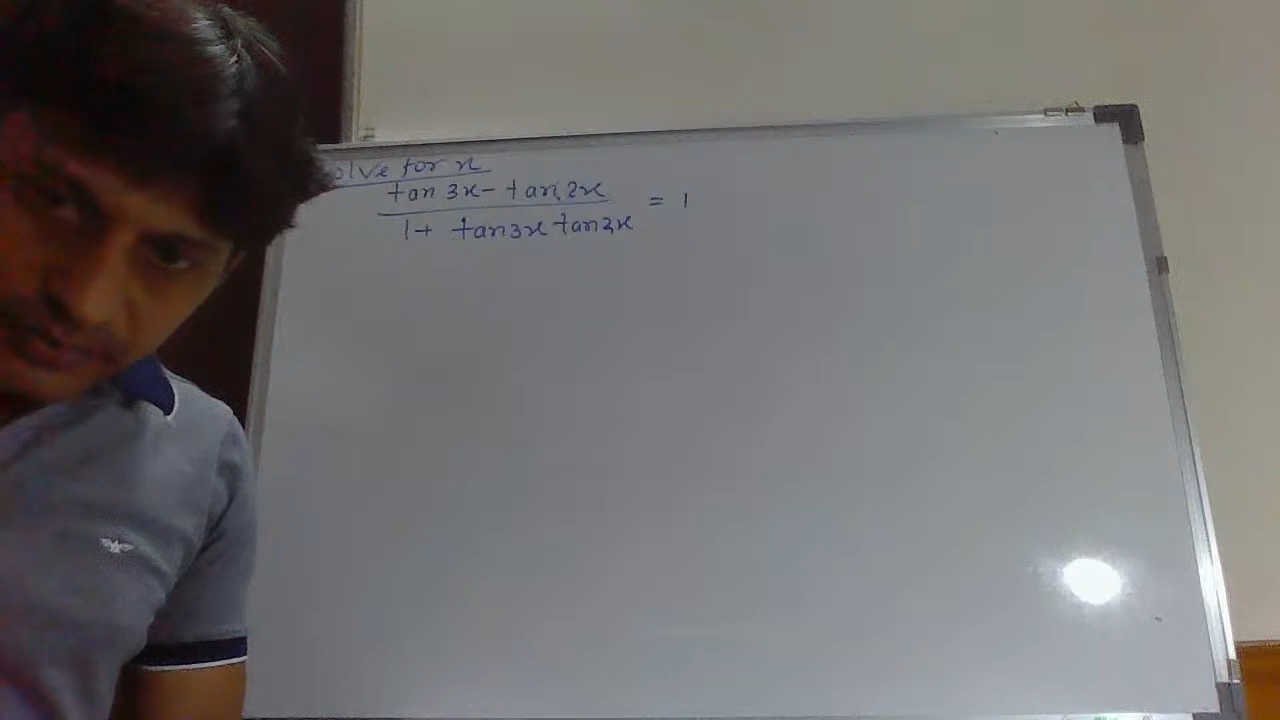 olve for x
tan 3x - tan 2x
1 + tan3x tan2x = 1